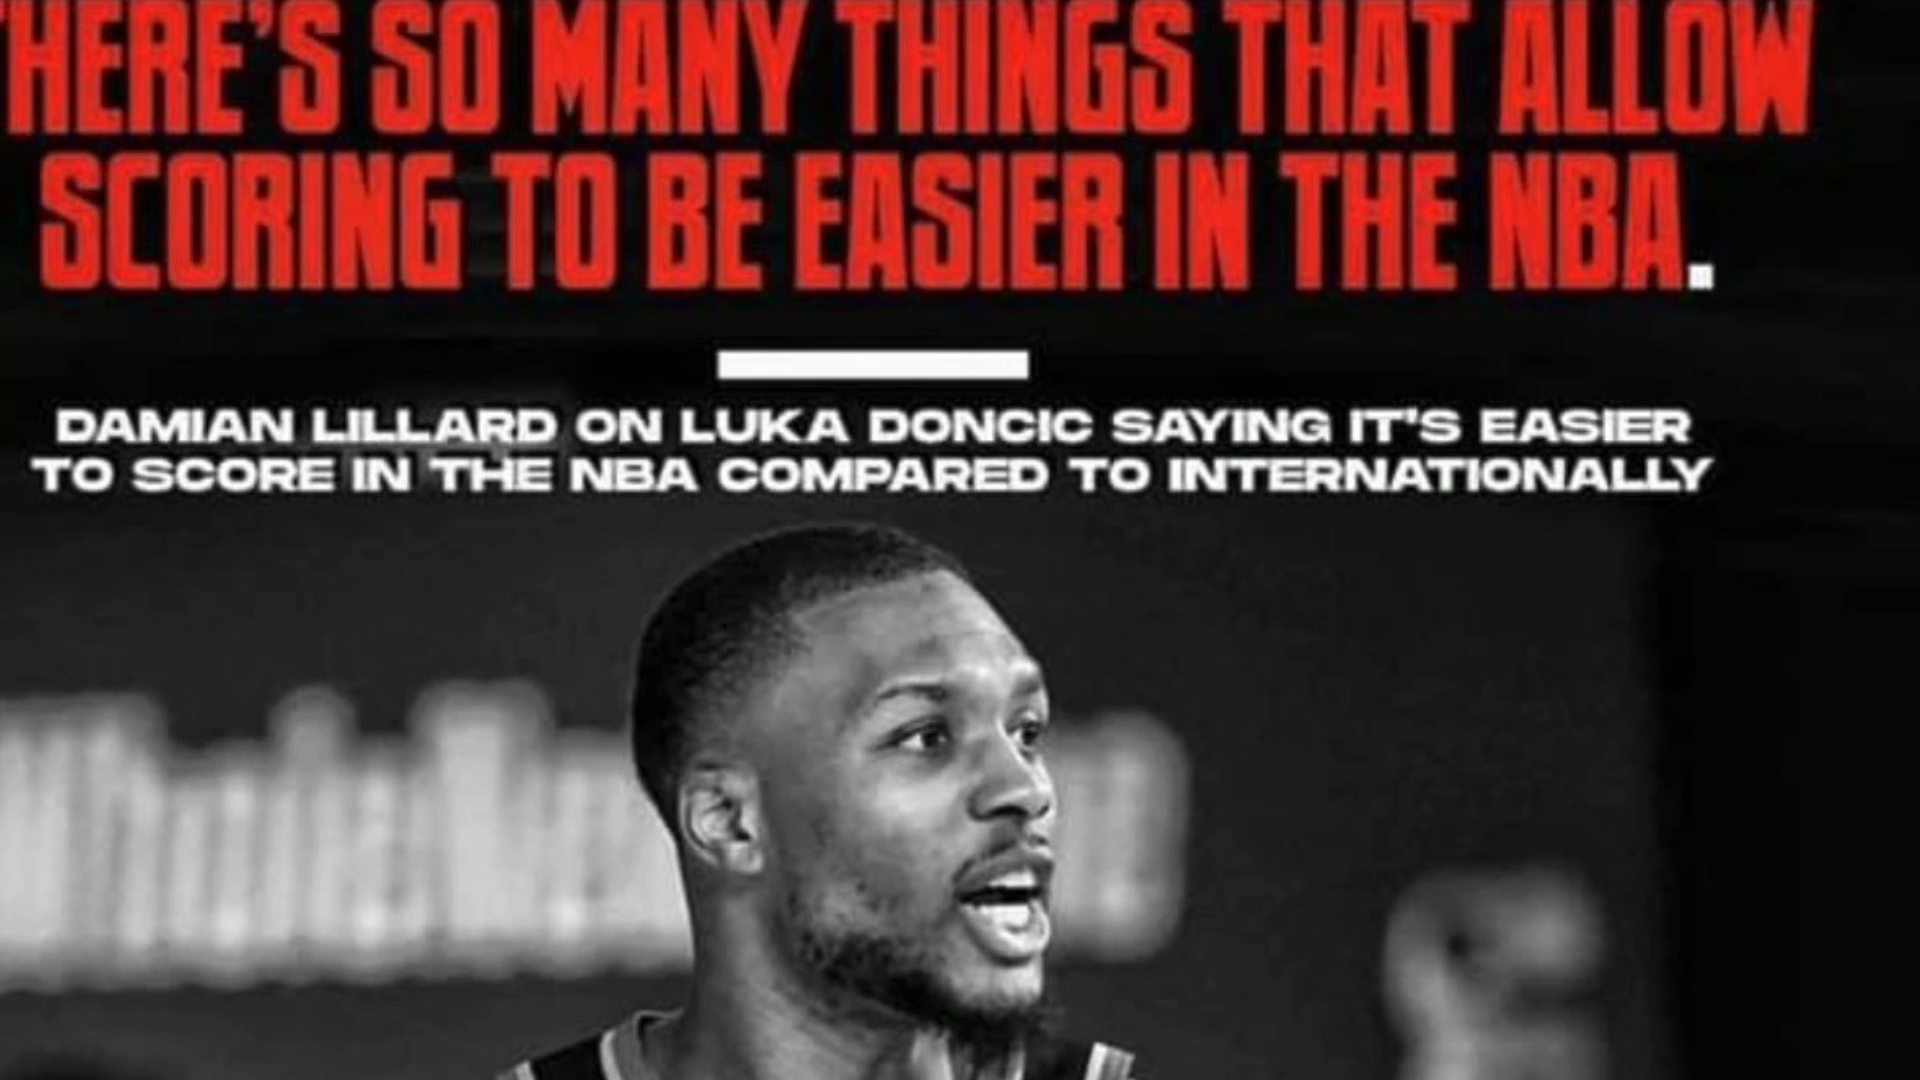 HERE'S SO MANY THINGS THAT ALLOW
SCORING TO BE EASIER IN THE NBA.
DAMIAN LILLARD ON LUKA DONCIC SAYING IT'S EASIER
TO SCORE IN THE NBA COMPARED TO INTERNATIONALLY